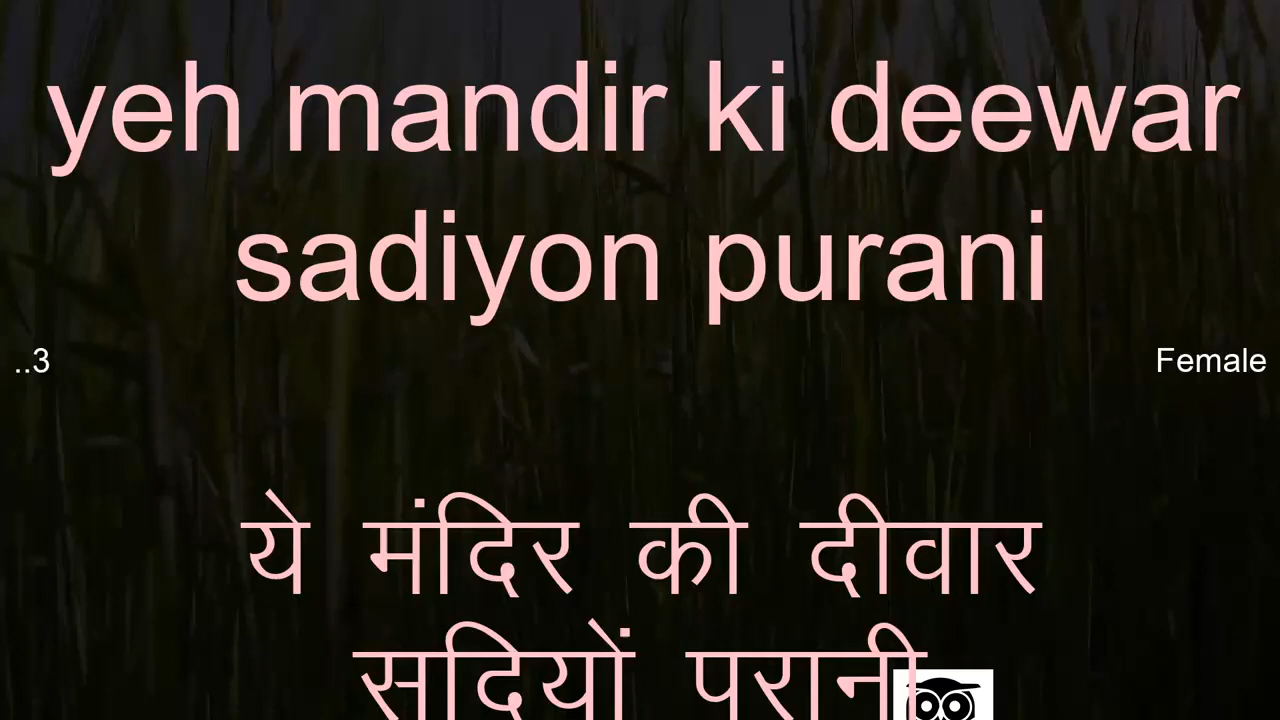 yeh mandir ki deewar
sadiyon purani
..3
Female
ये मंदिर की दीवार
सदियों पुरानी